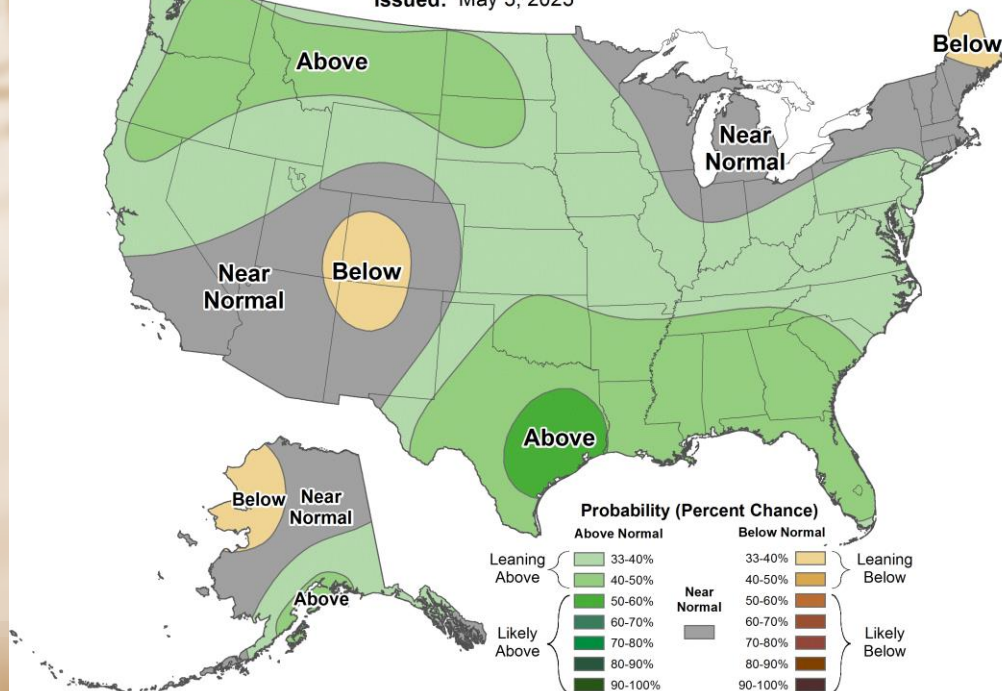 Issued: May 5, 2025
Above
Below
Near
Normal
Below
Near
Normal
Above
Below
Near
Normal
Above
Probability (Percent Chance)
Above Normal
Below Normal
Leaning
Above
33-40%
40-50%
50-60%
60-70%
70-80%
80-90%
90-100%
Likely
Above
Near
Normal
33-40%
40-50%
50-60%
60-70%
70-80%
80-90%
90-100%
Leaning
Below
Likely
Below